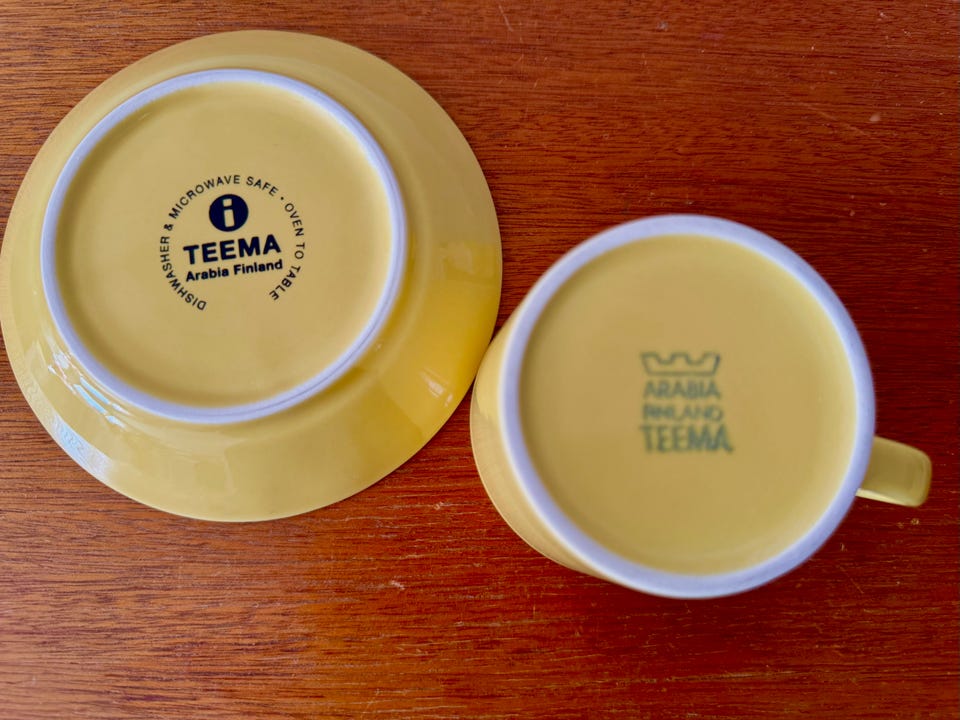 DISHWASHER & MICROWAVE SAFE • OVEN TO TABLE
i
TEEMA
Arabia Finland
ARABIA
FINLAND
TEEMA